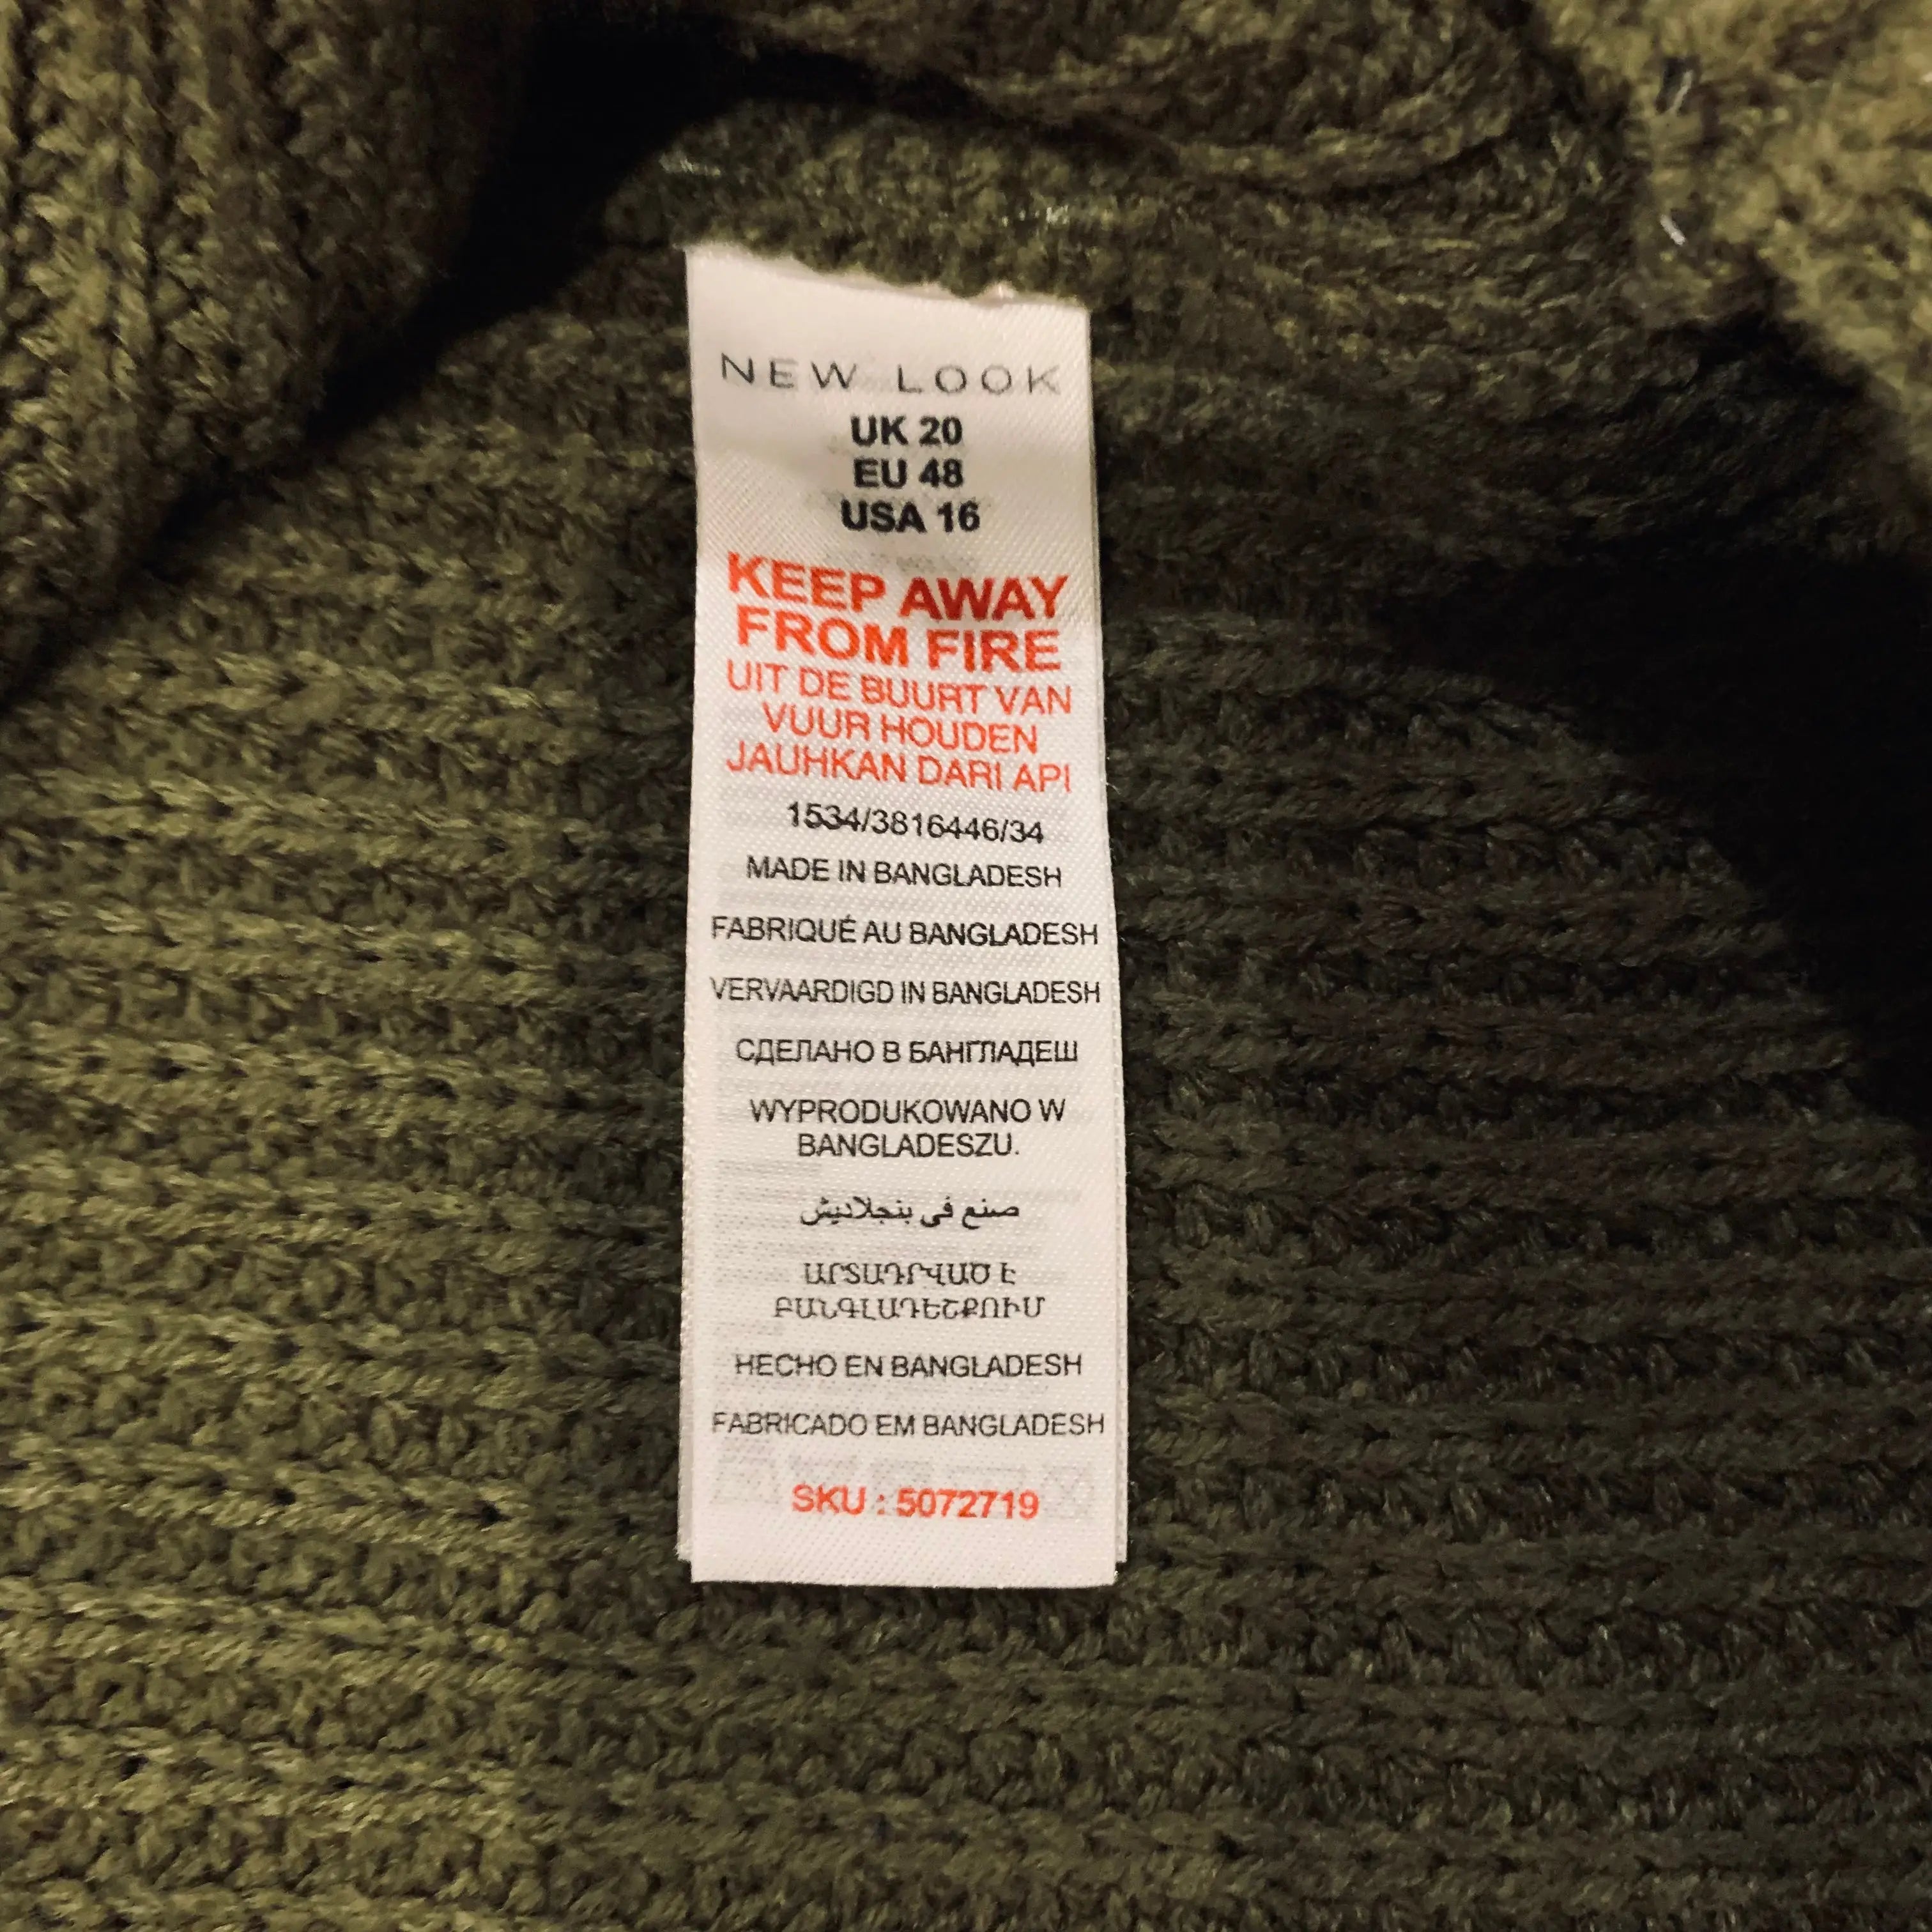 NEW LOOK
UK 20
EU 48
USA 16
KEEP AWAY
FROM FIRE
UIT DE BUURT VAN
VUUR HOUDEN
JAUHKAN DARI API
1534/3816446/34
MADE IN BANGLADESH
FABRIQUÉ AU BANGLADESH
VERVAARDIGD IN BANGLADESH
СДЕЛАНО В БАНГЛАДЕШ
WYPRODUKOWANO W
BANGLADESZU.
صنع في بنجلاديش
ԱՐՏԱԴՐՎԱԾ Է
ԲԱՆԳԼԱԴԵՇՔՈՒՄ
HECHO EN BANGLADESH
FABRICADO EM BANGLADESH
SKU : 5072719